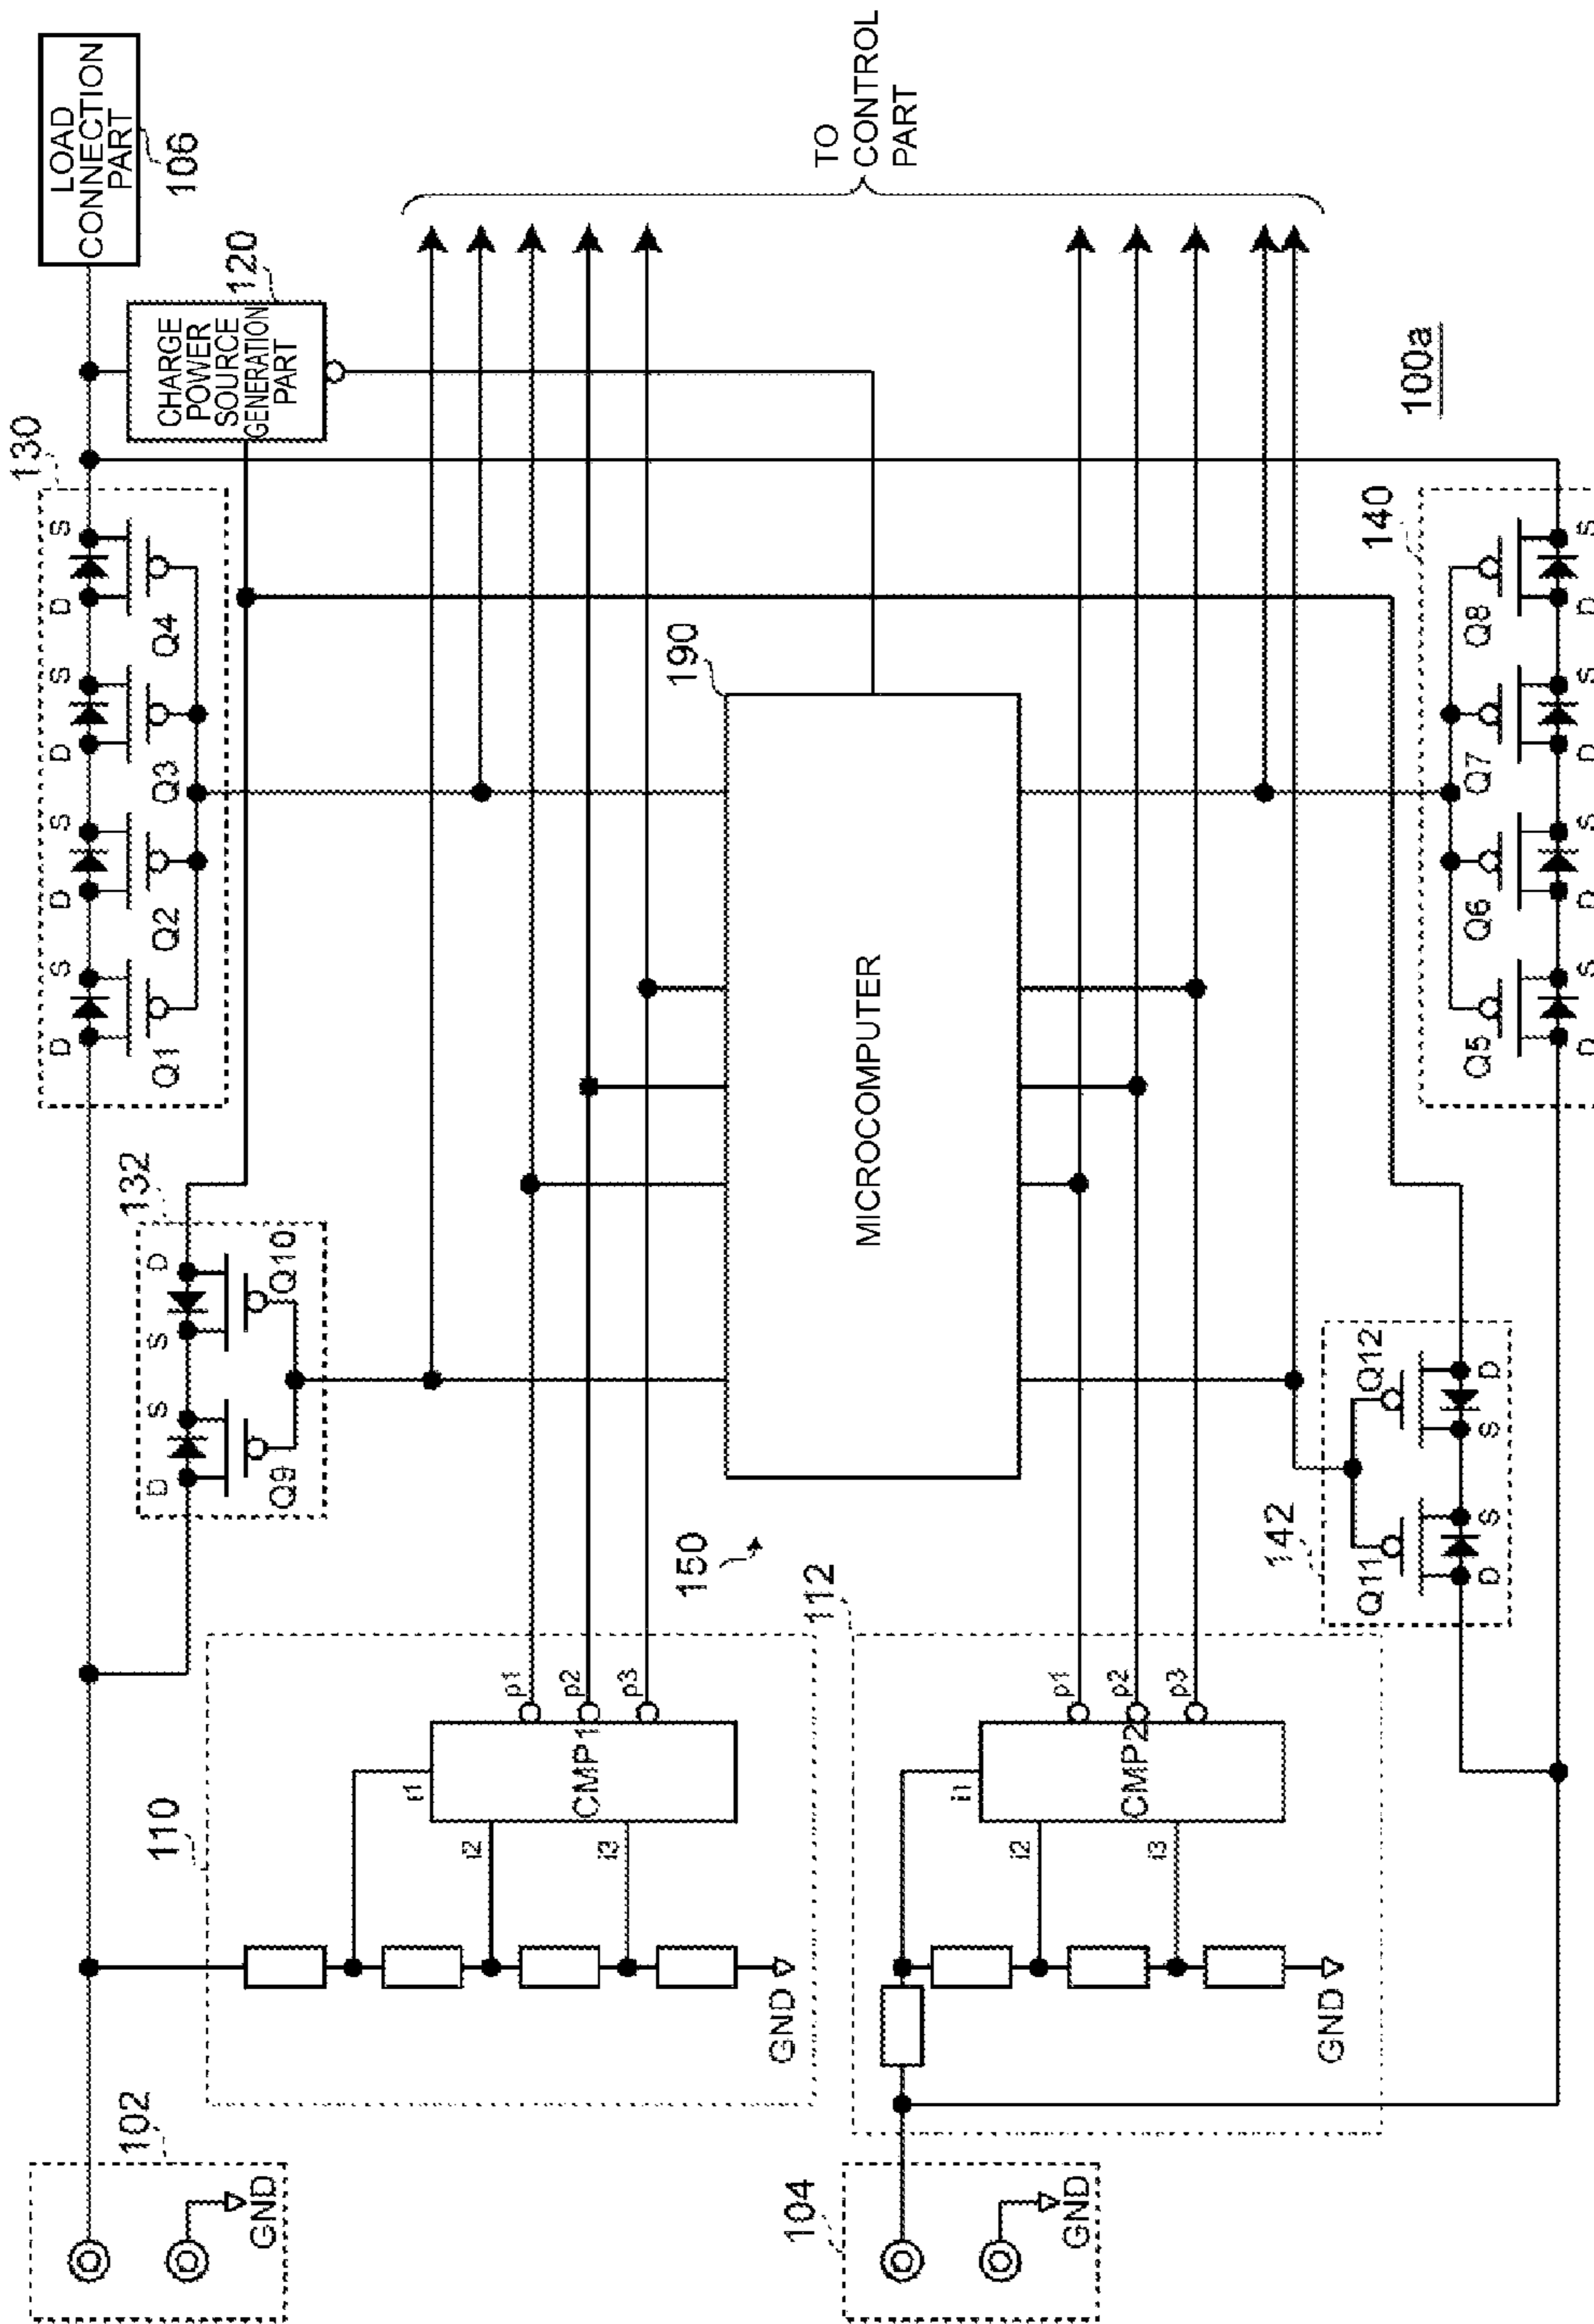 LOAD
CONNECTION
PART
106
130
D S D S D S D S
Q1 Q2 Q3 Q4
CHARGE
POWER
SOURCE
GENERATION
PART
120
132
D S S D
Q9 Q10
102
GND
110
i1
i2
i3
CMP1
p1
p2
p3
GND
150
190
MICROCOMPUTER
TO
CONTROL
PART
104
GND
112
i1
i2
i3
CMP2
p1
p2
p3
GND
142
Q11 Q12
D S S D
140
Q5 Q6 Q7 Q8
D S D S D S D S
100a